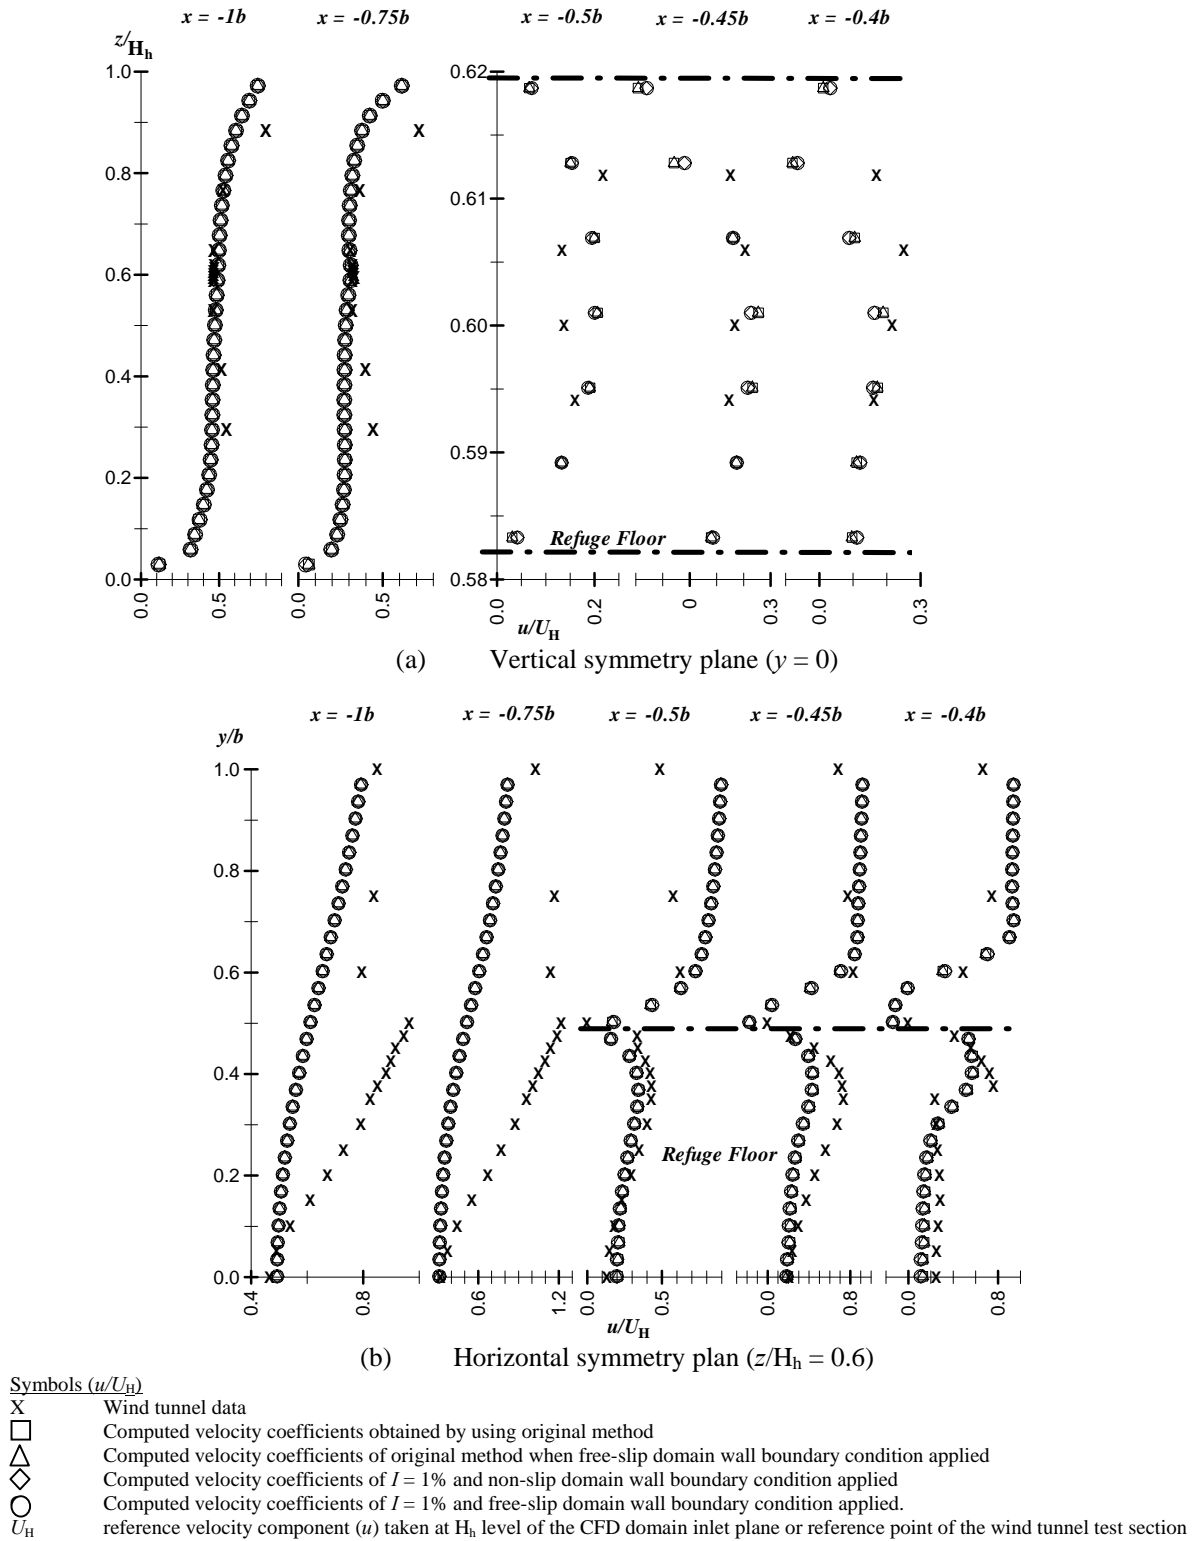 x = -1b x = -0.75b x = -0.5b x = -0.45b x = -0.4b
z/Hh
1.0 0.62
0.8
0.61
0.6 0.60
0.4
0.59
0.2
Refuge Floor
0.0 0.58
0.0 0.5 0.0 0.5 0.0 0.2 0 0.3 0.0 0.3
u/UH
(a) Vertical symmetry plane (y = 0)
x = -1b x = -0.75b x = -0.5b x = -0.45b x = -0.4b
y/b
1.0
0.8
0.6
0.4
Refuge Floor
0.2
0.0
0.4 0.8 0.6 1.2 0.0 0.5 0.0 0.8 0.0 0.8
u/UH
(b) Horizontal symmetry plan (z/Hh = 0.6)
Symbols (u/UH)
X Wind tunnel data
Computed velocity coefficients obtained by using original method
Computed velocity coefficients of original method when free-slip domain wall boundary condition applied
Computed velocity coefficients of I = 1% and non-slip domain wall boundary condition applied
Computed velocity coefficients of I = 1% and free-slip domain wall boundary condition applied.
UH reference velocity component (u) taken at Hh level of the CFD domain inlet plane or reference point of the wind tunnel test section